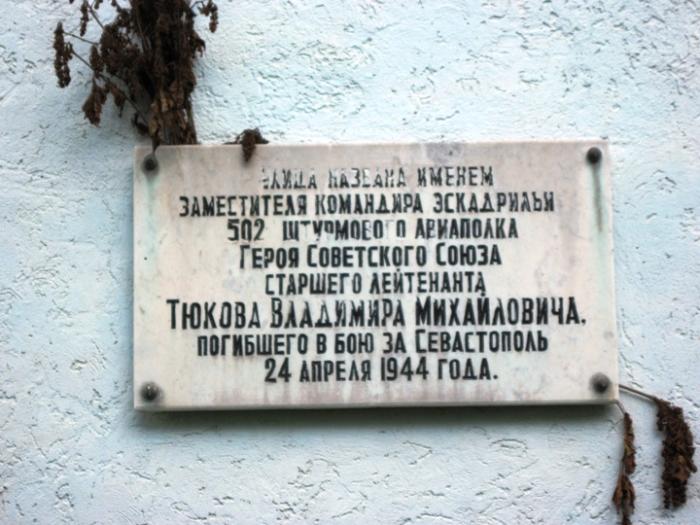 УЛИЦА НАЗВАНА ИМЕНЕМ
ЗАМЕСТИТЕЛЯ КОМАНДИРА ЭСКАДРИЛЬИ
502 ШТУРМОВОГО АВИАПОЛКА
ГЕРОЯ СОВЕТСКОГО СОЮЗА
СТАРШЕГО ЛЕЙТЕНАНТА
ТЮКОВА ВЛАДИМИРА МИХАЙЛОВИЧА,
ПОГИБШЕГО В БОЮ ЗА СЕВАСТОПОЛЬ
24 АПРЕЛЯ 1944 ГОДА.